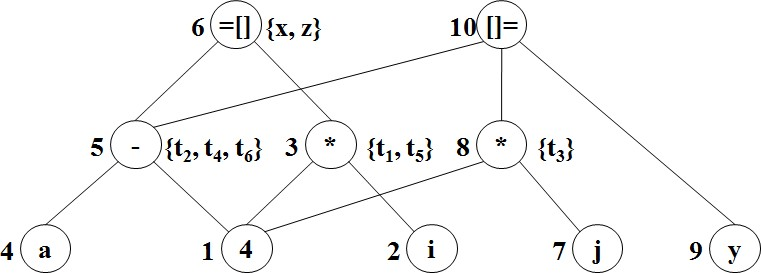 6 =[] {x, z} 10 []=
5 - {t₂, t₄, t₆} 3 * {t₁, t₅} 8 * {t₃}
4 a 1 4 2 i 7 j 9 y